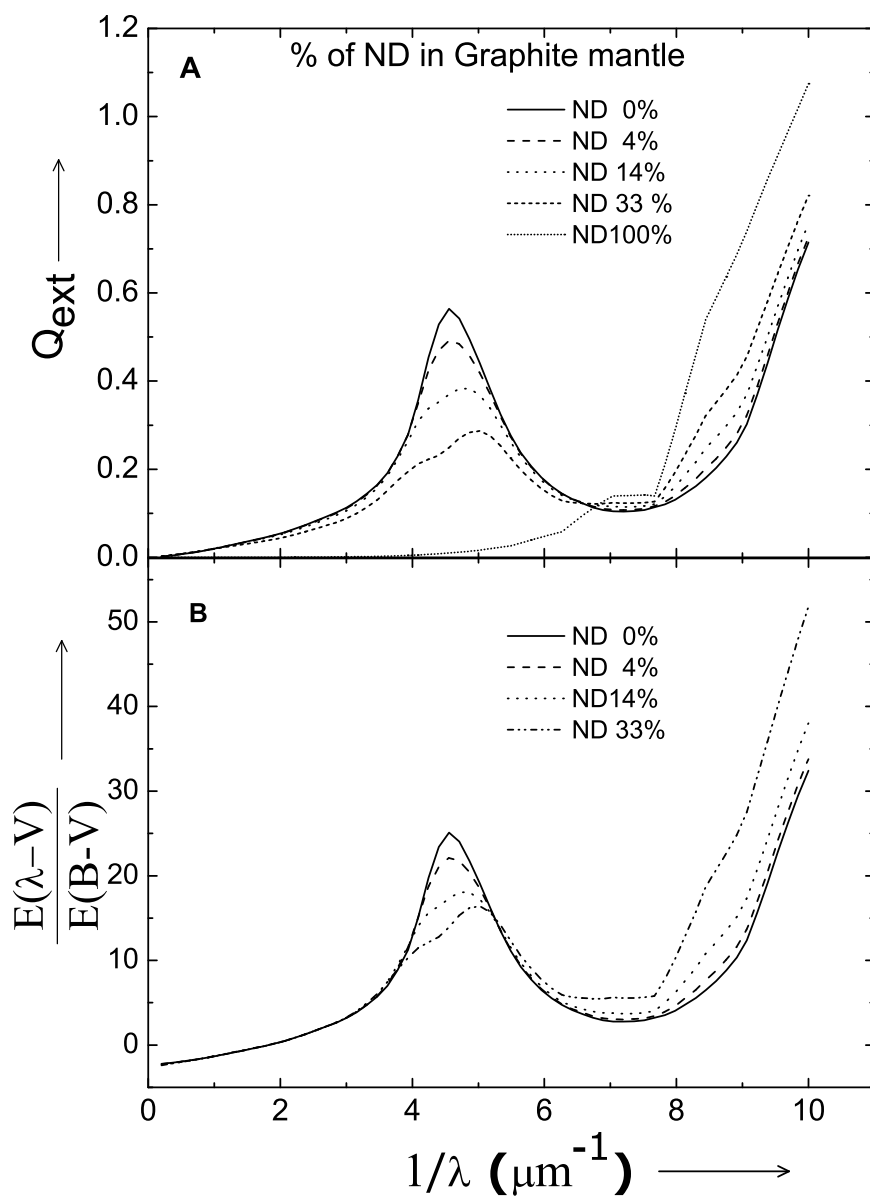 1.2
% of ND in Graphite mantle
A
ND 0%
ND 4%
ND 14%
ND 33 %
ND100%
1.0
0.8
0.6
0.4
0.2
0.0
Qext
B
ND 0%
ND 4%
ND14%
ND 33%
50
40
30
20
10
0
E(λ−V)
E(B-V)
0 2 4 6 8 10
1/λ (μm-1)